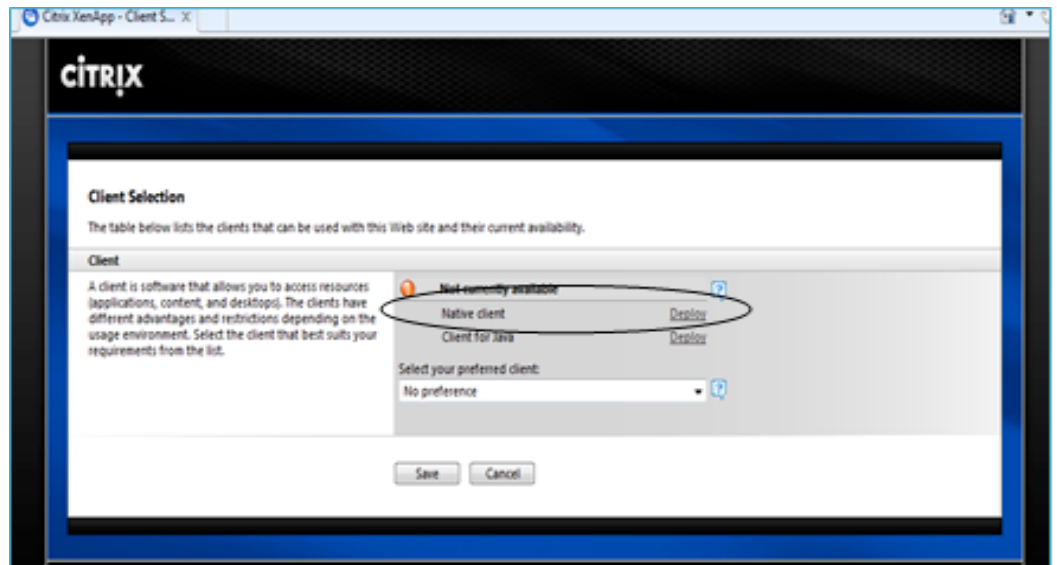 Citrix XenApp - Client S...
CITRIX
Client Selection
The table below lists the clients that can be used with this Web site and their current availability.
Client
A client is software that allows you to access resources
(applications, content, and desktops). The clients have
different advantages and restrictions depending on the
usage environment. Select the client that best suits your
requirements from the list.
Not currently available
Native client Deploy
Client for Java Deploy
Select your preferred client:
No preference
Save Cancel